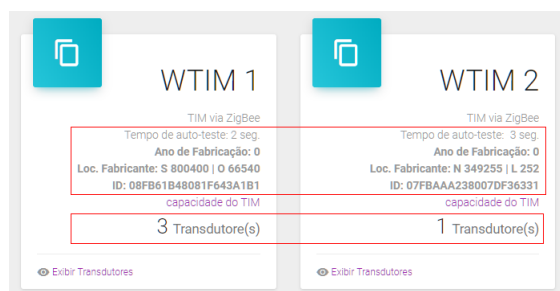 WTIM 1
TIM via ZigBee
Tempo de auto-teste: 2 seg.
Ano de Fabricação: 0
Loc. Fabricante: S 800400 | O 66540
ID: 08FB61B48081F643A1B1
capacidade do TIM
3 Transdutore(s)
Exibir Transdutores
WTIM 2
TIM via ZigBee
Tempo de auto-teste: 3 seg.
Ano de Fabricação: 0
Loc. Fabricante: N 349255 | L 252
ID: 07FBAAA238007DF36331
capacidade do TIM
1 Transdutore(s)
Exibir Transdutores